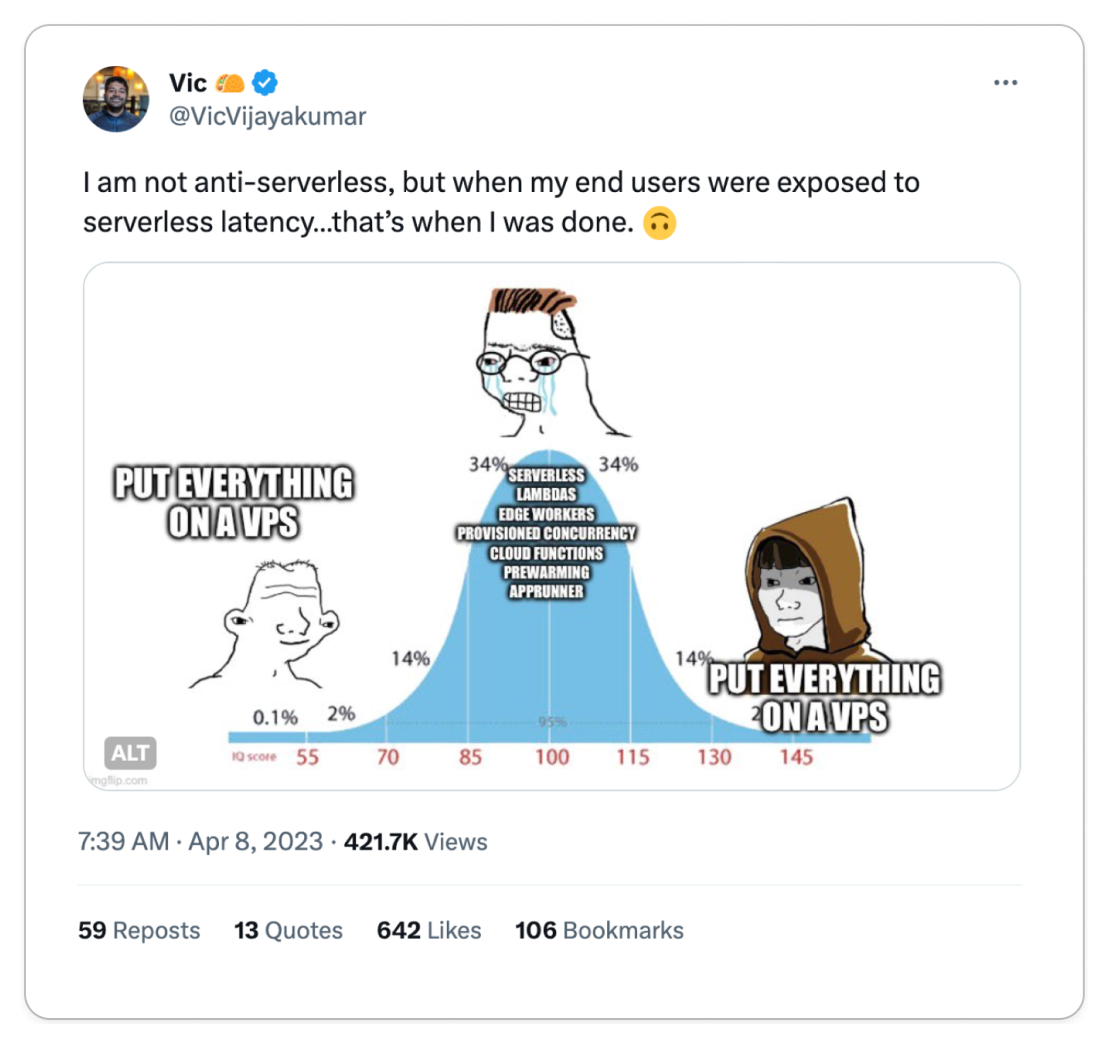 Vic 🌮
@VicVijayakumar
I am not anti-serverless, but when my end users were exposed to
serverless latency...that's when I was done. 🙃
PUT EVERYTHING
ON A VPS
34%
34%
SERVERLESS
LAMBDAS
EDGE WORKERS
PROVISIONED CONCURRENCY
CLOUD FUNCTIONS
PREWARMING
APPRUNNER
14%
14%
PUT EVERYTHING
ON A VPS
0.1%
2%
95%
2
ALT
IQ score 55 70 85 100 115 130 145
imgflip.com
7:39 AM · Apr 8, 2023 · 421.7K Views
59 Reposts 13 Quotes 642 Likes 106 Bookmarks